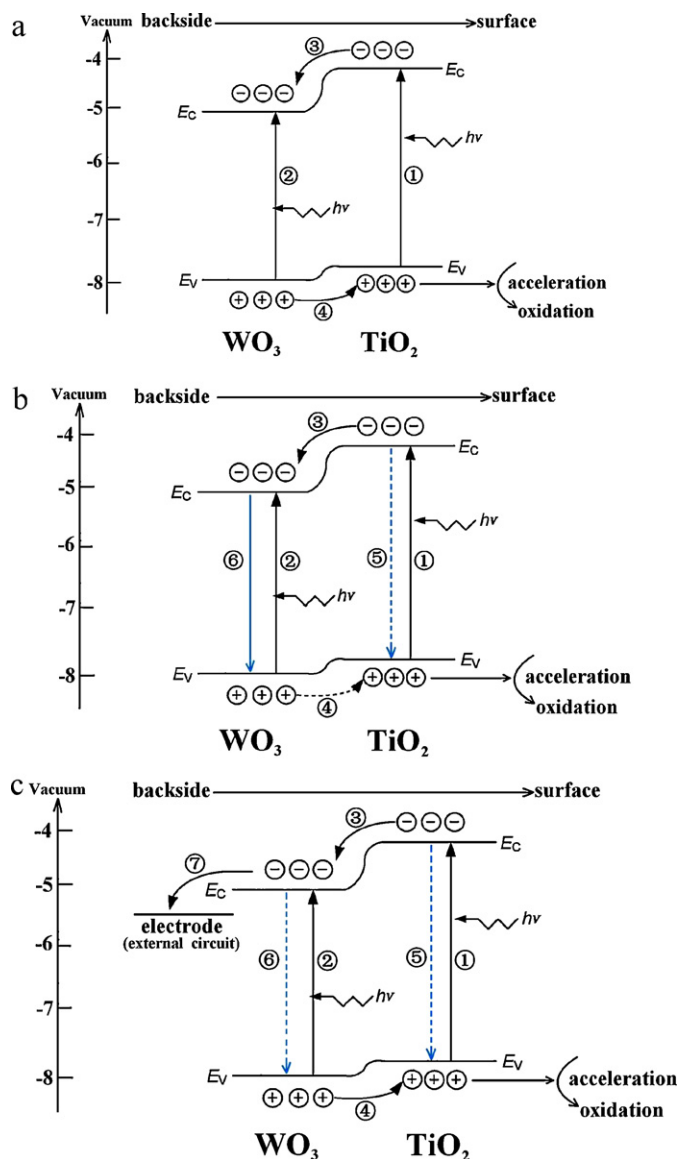 a
Vacuum
backside
surface
-4
③
⊖⊖⊖
EC
⊖⊖⊖
-5
EC
hν
-6
②
①
hν
-7
EV
-8
EV
⊕⊕⊕
acceleration
⊕⊕⊕
④
oxidation
WO3
TiO2
b
Vacuum
backside
surface
-4
③
⊖⊖⊖
EC
⊖⊖⊖
-5
EC
hν
⑥
②
⑤
①
-6
hν
-7
EV
-8
EV
⊕⊕⊕
acceleration
⊕⊕⊕
④
oxidation
WO3
TiO2
c
Vacuum
backside
surface
-4
③
⊖⊖⊖
EC
⑦
⊖⊖⊖
-5
EC
electrode
(external circuit)
hν
⑥
②
⑤
①
-6
hν
-7
EV
-8
EV
⊕⊕⊕
acceleration
⊕⊕⊕
④
oxidation
WO3
TiO2